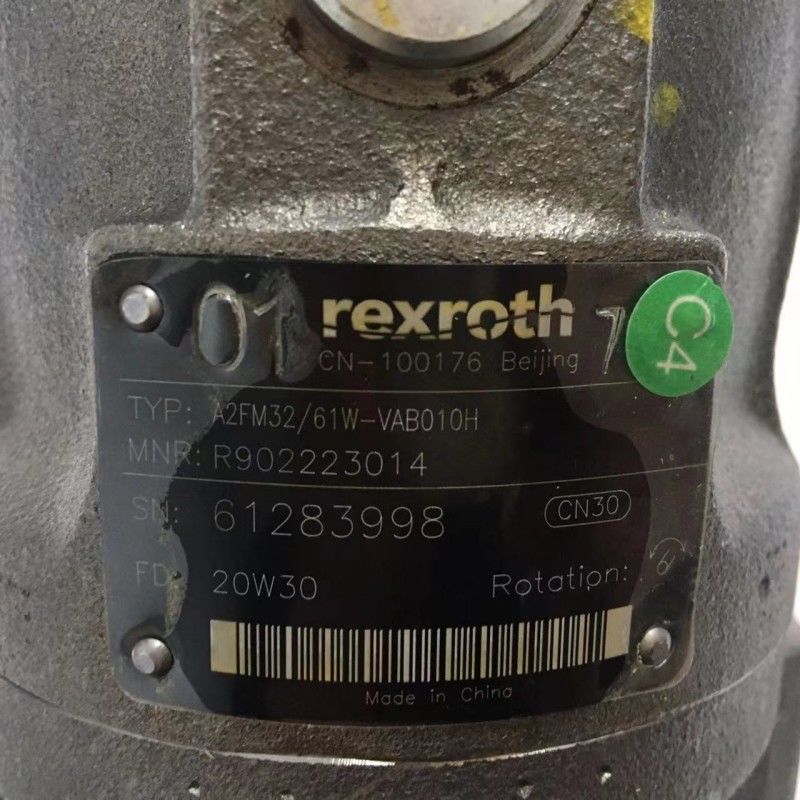 01 rexroth 7
CN-100176 Beijing
C4
TYP: A2FM32/61W-VAB010H
MNR: R902223014
SN: 61283998 CN30
FD: 20W30 Rotation:
Made in China